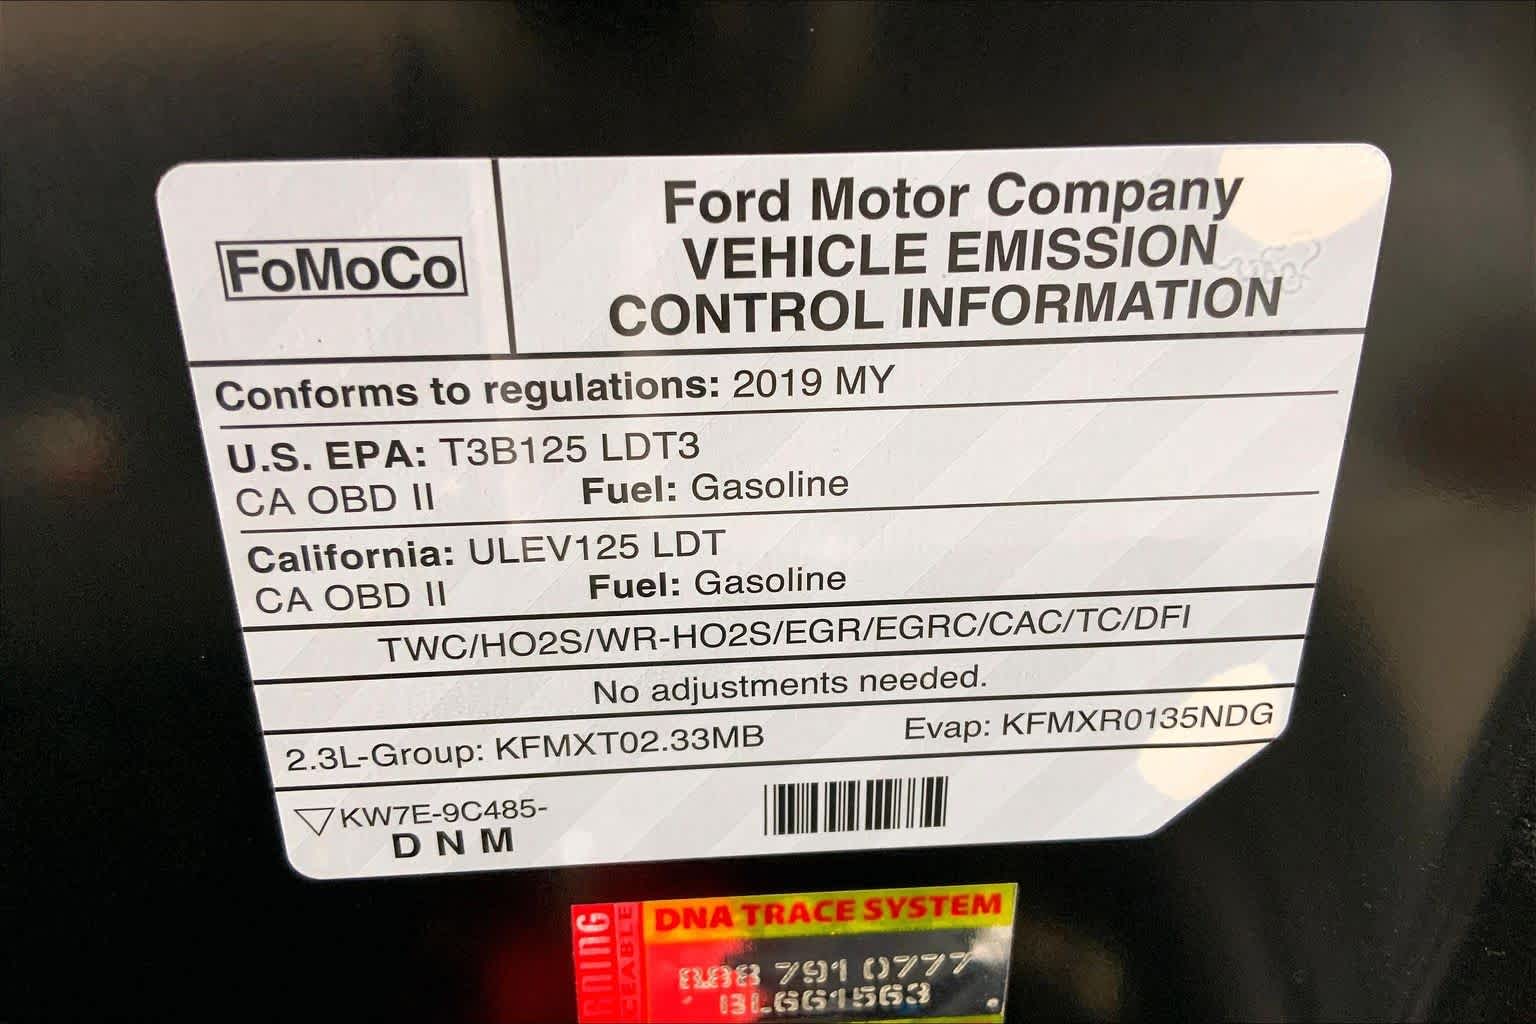 FoMoCo
Ford Motor Company
VEHICLE EMISSION
CONTROL INFORMATION
Conforms to regulations: 2019 MY
U.S. EPA: T3B125 LDT3
CA OBD II Fuel: Gasoline
California: ULEV125 LDT
CA OBD II Fuel: Gasoline
TWC/HO2S/WR-HO2S/EGR/EGRC/CAC/TC/DFI
No adjustments needed.
2.3L-Group: KFMXT02.33MB Evap: KFMXR0135NDG
KW7E-9C485-
D N M
DNA TRACE SYSTEM
888 791 0777
BL661563